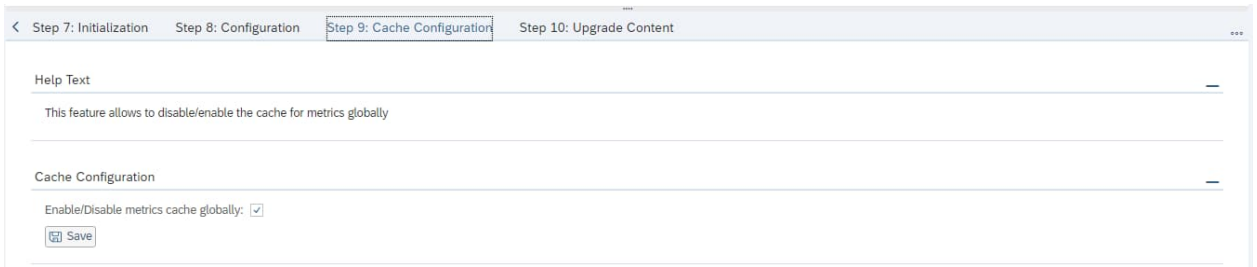 Step 7: Initialization Step 8: Configuration Step 9: Cache Configuration Step 10: Upgrade Content
Help Text
This feature allows to disable/enable the cache for metrics globally
Cache Configuration
Enable/Disable metrics cache globally:
Save